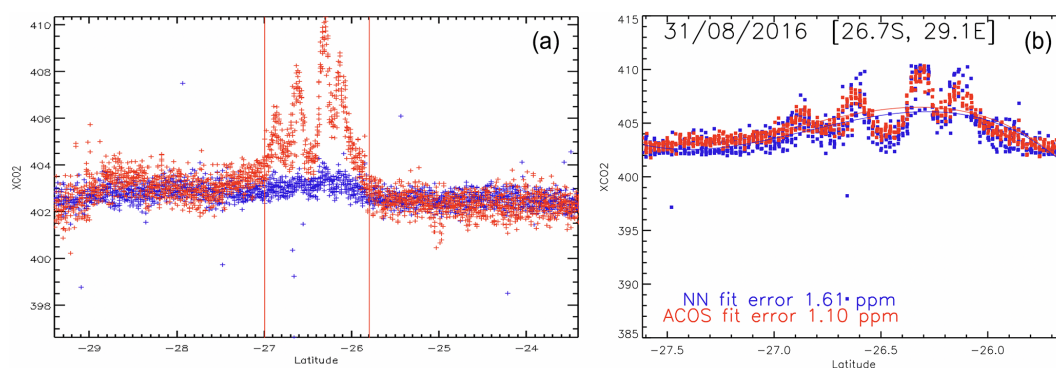 (a)
XCO2
410
408
406
404
402
400
398
-29
-28
-27
-26
-25
-24
Latitude
31/08/2016 [26.7S, 29.1E]
(b)
XCO2
415
410
405
400
395
390
385
NN fit error 1.61 ppm
ACOS fit error 1.10 ppm
-27.5
-27.0
-26.5
-26.0
Latitude